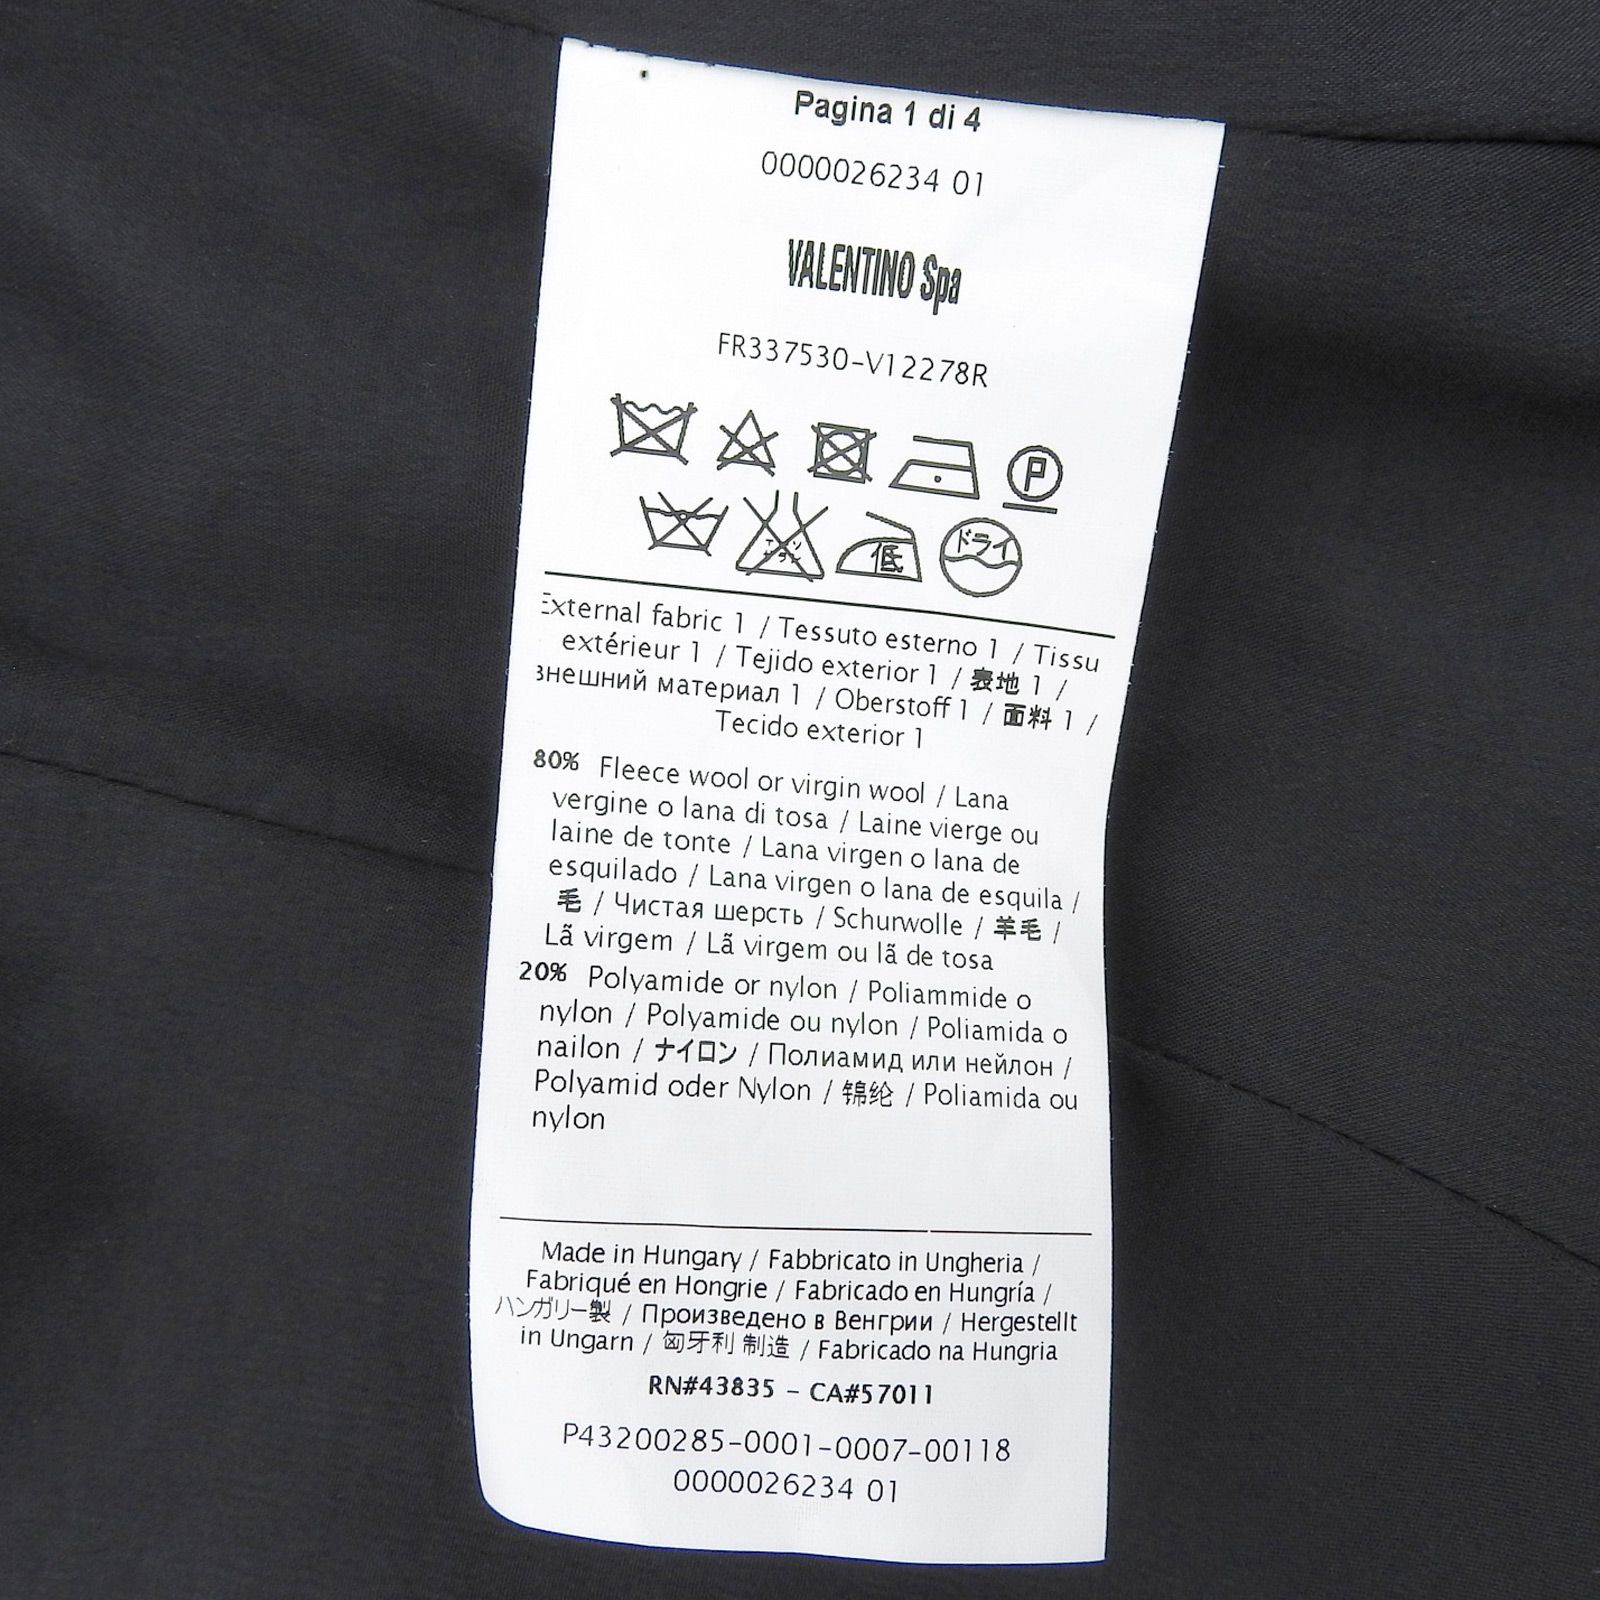 Pagina 1 di 4
0000026234 01
VALENTINO Spa
FR337530-V12278R
P
低 ドライ
External fabric 1 / Tessuto esterno 1 / Tissu
extérieur 1 / Tejido exterior 1 / 表地 1 /
внешний материал 1 / Oberstoff 1 / 面料 1 /
Tecido exterior 1
80% Fleece wool or virgin wool / Lana
vergine o lana di tosa / Laine vierge ou
laine de tonte / Lana virgen o lana de
esquilado / Lana virgen o lana de esquila /
毛 / Чистая шерсть / Schurwolle / 羊毛 /
Lã virgem / Lã virgem ou lã de tosa
20% Polyamide or nylon / Poliammide o
nylon / Polyamide ou nylon / Poliamida o
nailon / ナイロン / Полиамид или нейлон /
Polyamid oder Nylon / 锦纶 / Poliamida ou
nylon
Made in Hungary / Fabbricato in Ungheria /
Fabriqué en Hongrie / Fabricado en Hungría /
ハンガリー製 / Произведено в Венгрии / Hergestellt
in Ungarn / 匈牙利 制造 / Fabricado na Hungria
RN#43835 - CA#57011
P43200285-0001-0007-00118
0000026234 01